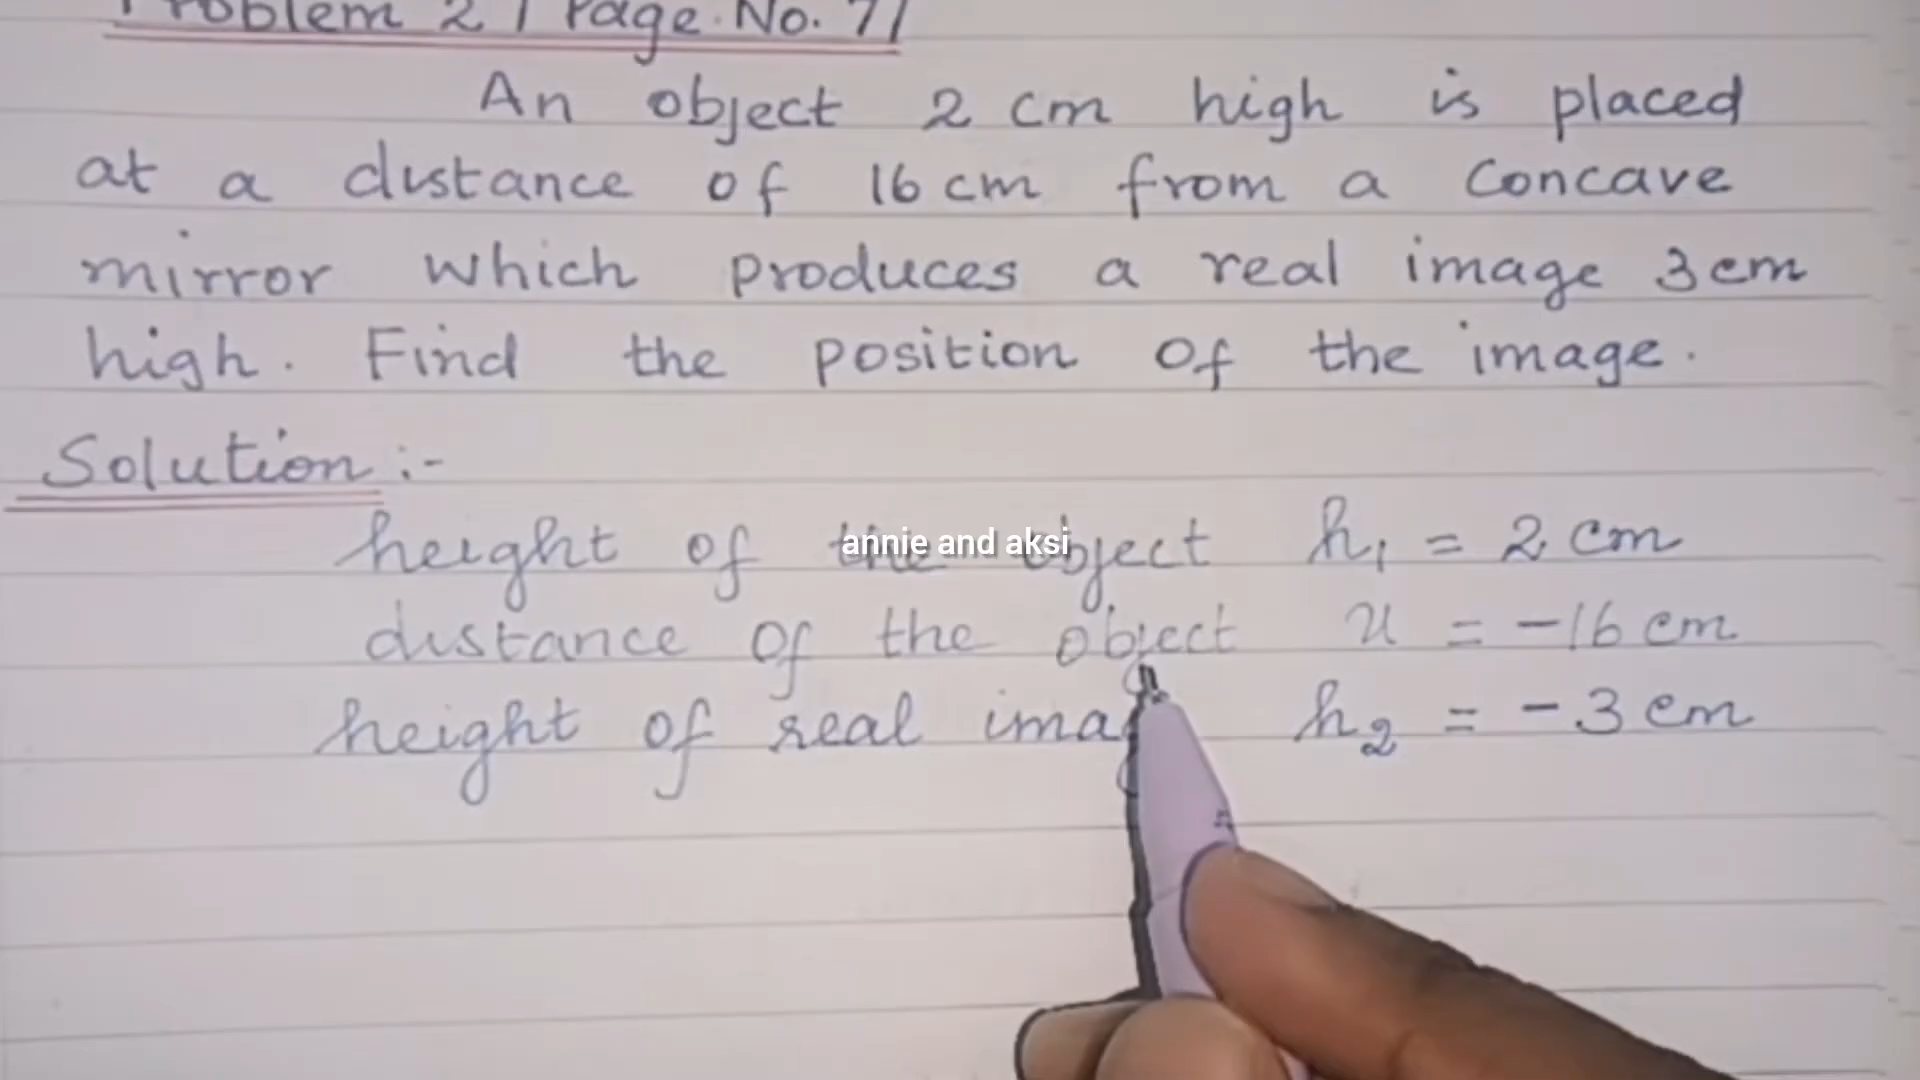 Problem 2 | Page. No. 71
An object 2 cm high is placed
at a distance of 16 cm from a concave
mirror which produces a real image 3 cm
high. Find the position of the image.
Solution :-
height of the object h₁ = 2 cm
annie and aksi
distance of the object u = -16 cm
height of real ima h₂ = -3 cm